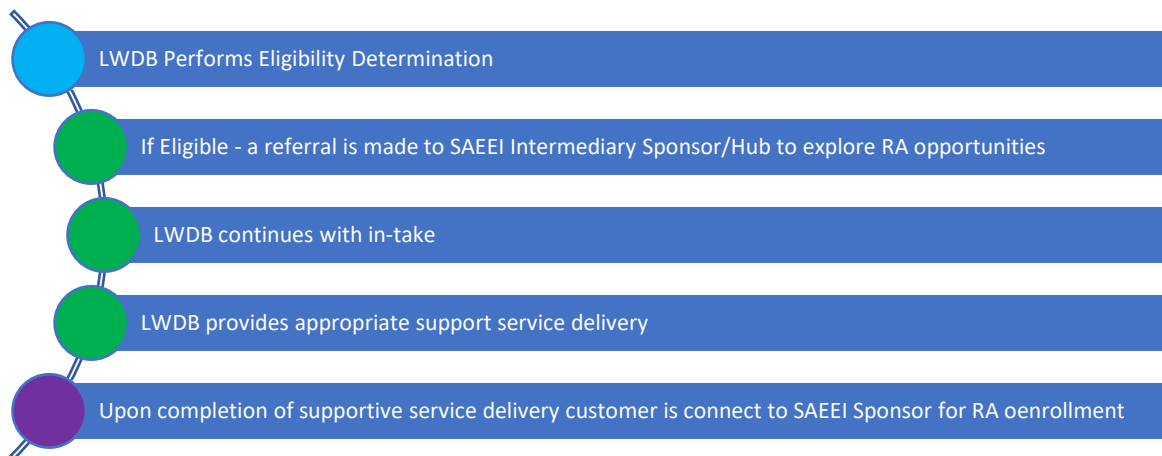 LWDB Performs Eligibility Determination
If Eligible - a referral is made to SAEEI Intermediary Sponsor/Hub to explore RA opportunities
LWDB continues with in-take
LWDB provides appropriate support service delivery
Upon completion of supportive service delivery customer is connect to SAEEI Sponsor for RA oenrollment